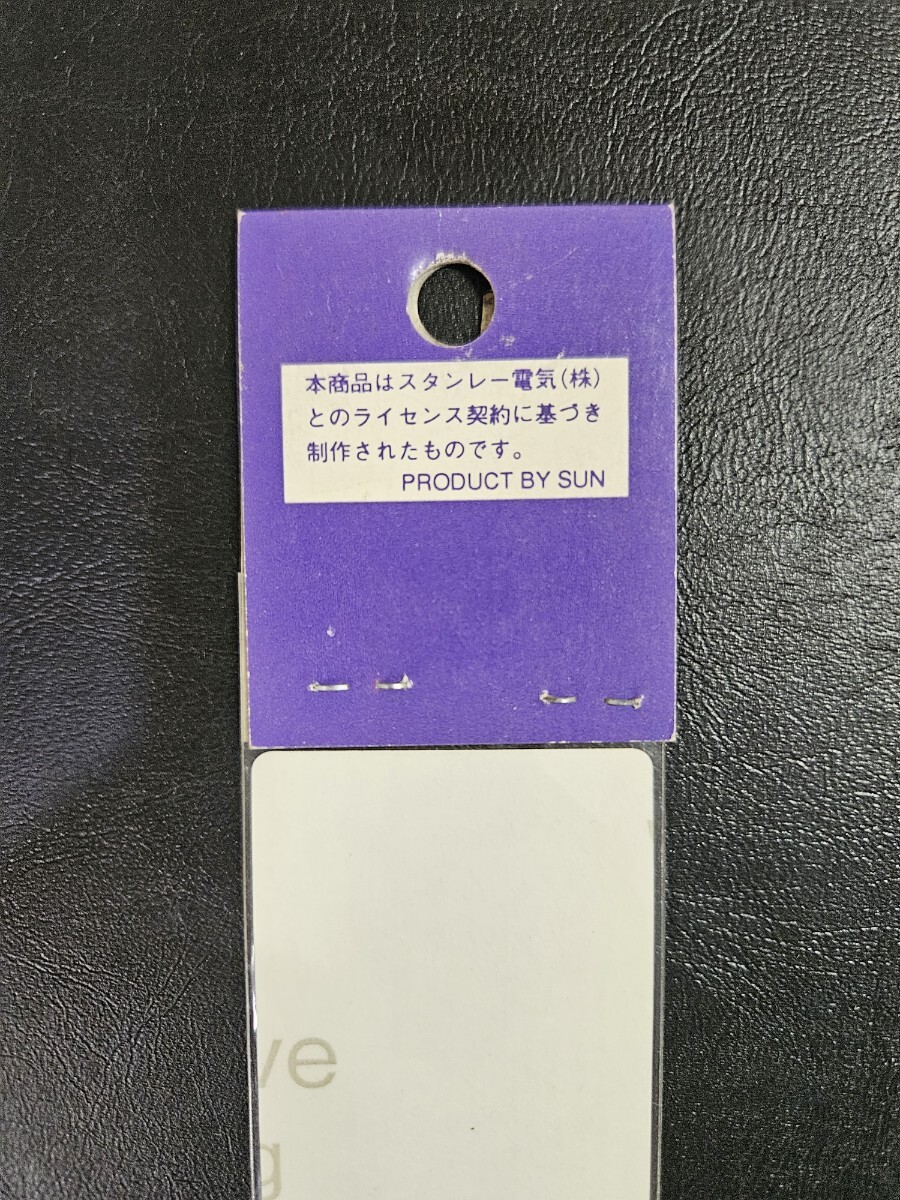 本商品はスタンレー電気(株)
とのライセンス契約に基づき
制作されたものです。
PRODUCT BY SUN
ve
g